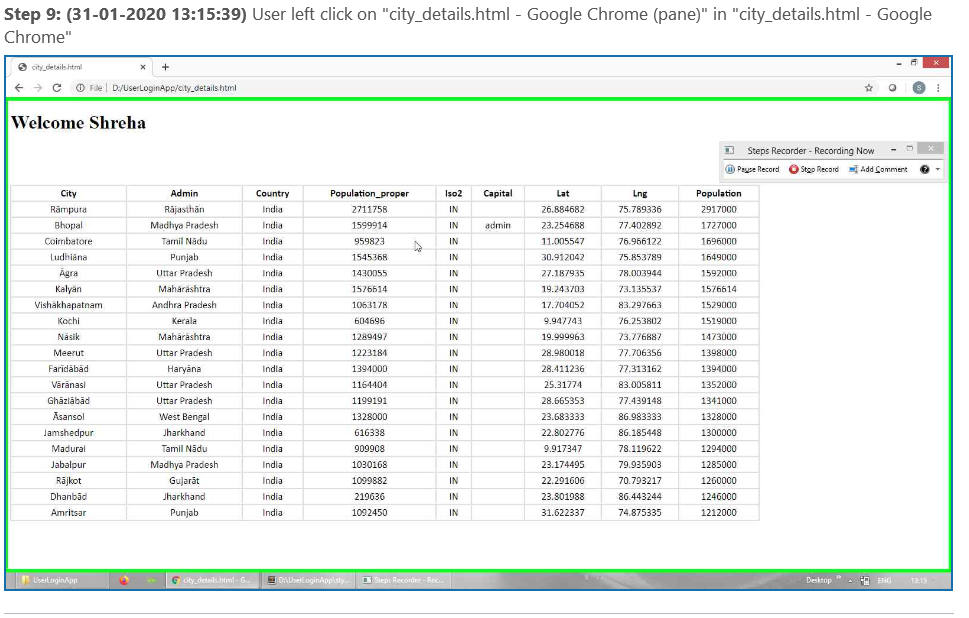 Step 9: (31-01-2020 13:15:39) User left click on "city_details.html - Google Chrome (pane)" in "city_details.html - Google
Chrome"
city_details.html
File | D:/UserLoginApp/city_details.html S
Welcome Shreha
Steps Recorder - Recording Now
Pause Record Stop Record Add Comment
City Admin Country Population_proper Iso2 Capital Lat Lng Population
Rāmpura Rājasthān India 2711758 IN 26.884682 75.789336 2917000
Bhopal Madhya Pradesh India 1599914 IN admin 23.254688 77.402892 1727000
Coimbatore Tamil Nādu India 959823 IN 11.005547 76.966122 1696000
Ludhiāna Punjab India 1545368 IN 30.912042 75.853789 1649000
Āgra Uttar Pradesh India 1430055 IN 27.187935 78.003944 1592000
Kalyān Mahārāshtra India 1576614 IN 19.243703 73.135537 1576614
Vishākhapatnam Andhra Pradesh India 1063178 IN 17.704052 83.297663 1529000
Kochi Kerala India 604696 IN 9.947743 76.253802 1519000
Nāsik Mahārāshtra India 1289497 IN 19.999963 73.776887 1473000
Meerut Uttar Pradesh India 1223184 IN 28.980018 77.706356 1398000
Farīdābād Haryāna India 1394000 IN 28.411236 77.313162 1394000
Vārānasi Uttar Pradesh India 1164404 IN 25.31774 83.005811 1352000
Ghāziābād Uttar Pradesh India 1199191 IN 28.665353 77.439148 1341000
Āsansol West Bengal India 1328000 IN 23.683333 86.983333 1328000
Jamshedpur Jharkhand India 616338 IN 22.802776 86.185448 1300000
Madurai Tamil Nādu India 909908 IN 9.917347 78.119622 1294000
Jabalpur Madhya Pradesh India 1030168 IN 23.174495 79.935903 1285000
Rājkot Gujarāt India 1099882 IN 22.291606 70.793217 1260000
Dhanbād Jharkhand India 219636 IN 23.801988 86.443244 1246000
Amritsar Punjab India 1092450 IN 31.622337 74.875335 1212000
UserLoginApp city_details.html - G... D:\UserLoginApp\sty... Steps Recorder - Rec... Desktop ENG 13:15